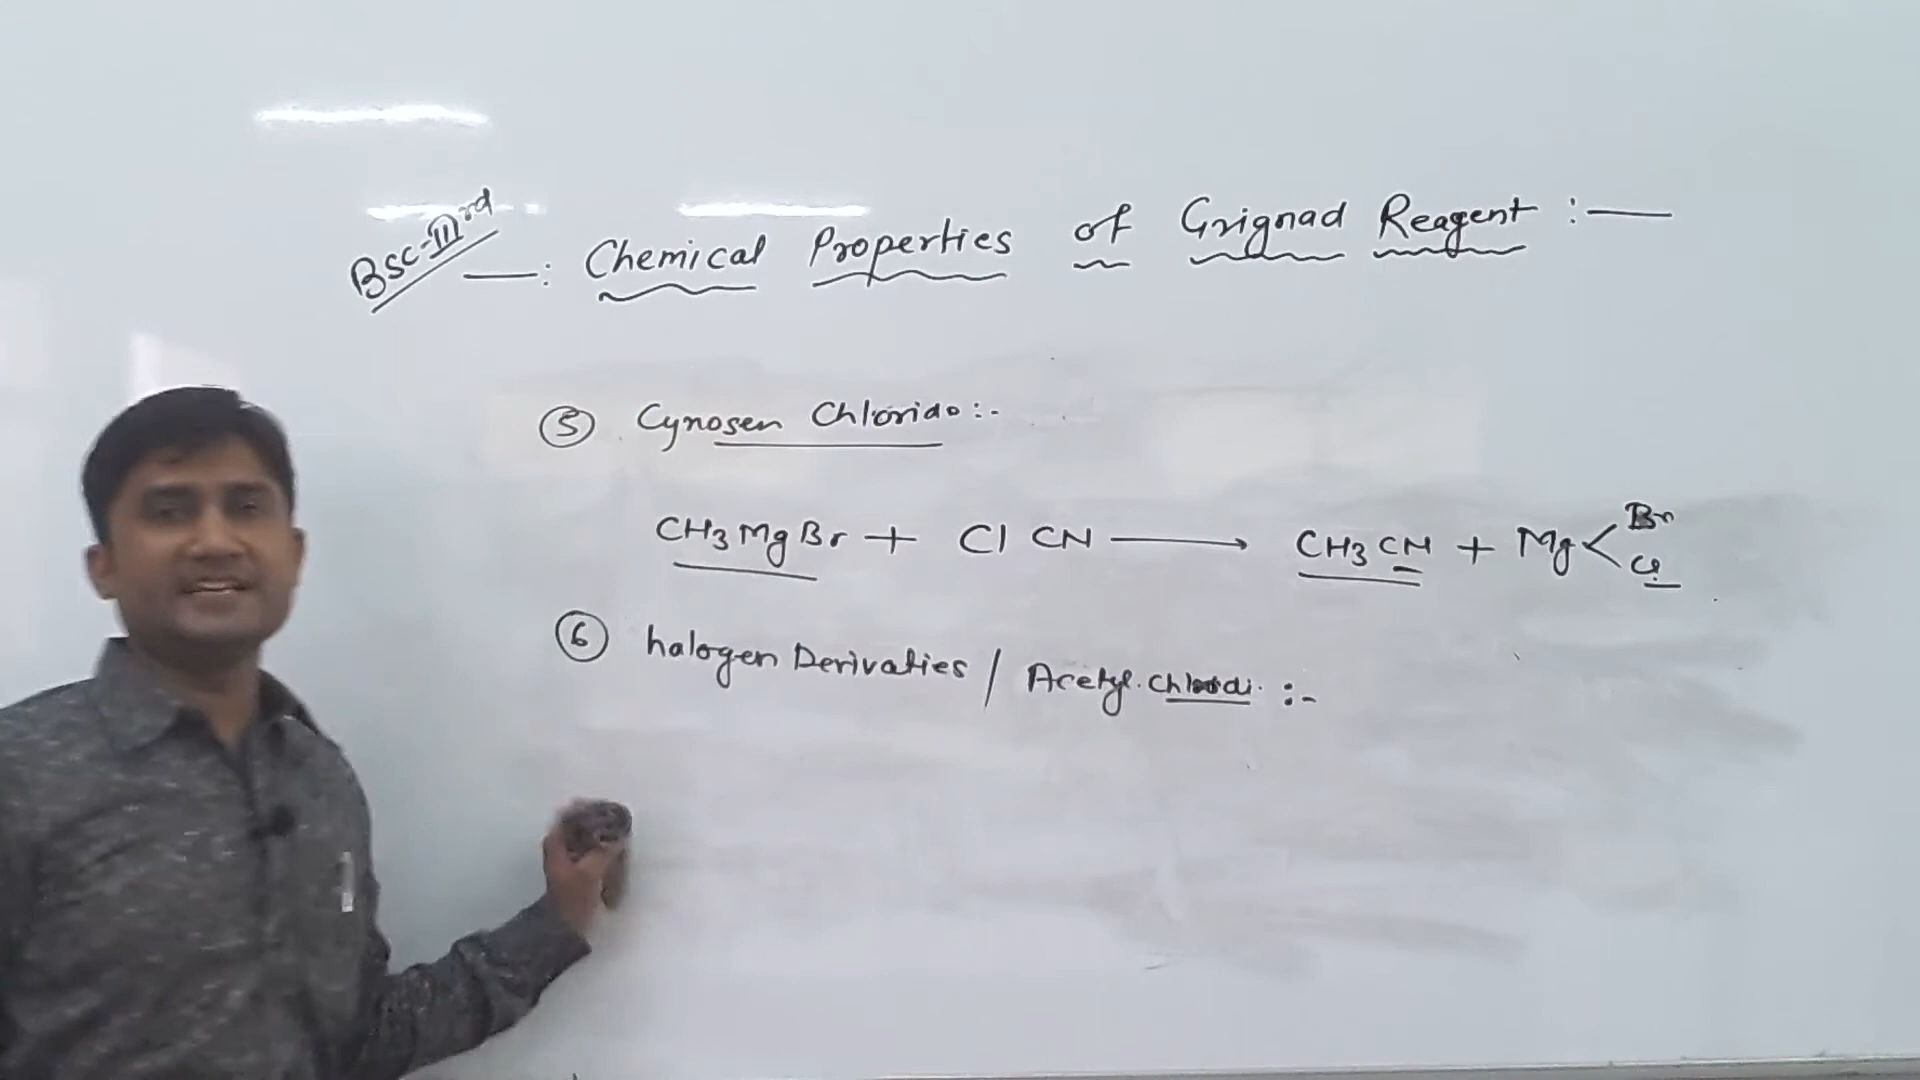 Bsc-IIIrd
—: Chemical Properties of Grignad Reagent :—
5 Cynosen Chlorido :-
CH3MgBr + Cl CN → CH3CN + Mg< Br Cl
6 halogen Derivaties / Acetyl. :-